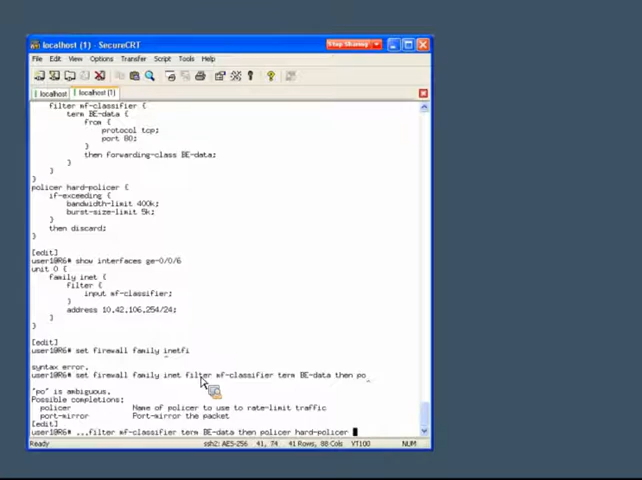 localhost (1) - SecureCRT
Stop Sharing
File Edit View Options Transfer Script Tools Help
localhost localhost (1)
filter mf-classifier {
term BE-data {
from {
protocol tcp;
port 80;
}
then forwarding-class BE-data;
}
}
}
policer hard-policer {
if-exceeding {
bandwidth-limit 400k;
burst-size-limit 5k;
}
then discard;
}
[edit]
user1@R6# show interfaces ge-0/0/6
unit 0 {
family inet {
filter {
input mf-classifier;
}
address 10.42.106.254/24;
}
}
[edit]
user1@R6# set firewall family inetfi
^
syntax error.
user1@R6# set firewall family inet filter mf-classifier term BE-data then po
^
'po' is ambiguous.
Possible completions:
policer Name of policer to use to rate-limit traffic
port-mirror Port-mirror the packet
[edit]
user1@R6# ...filter mf-classifier term BE-data then policer hard-policer
Ready ssh2: AES-256 41, 74 41 Rows, 88 Cols VT100 NUM